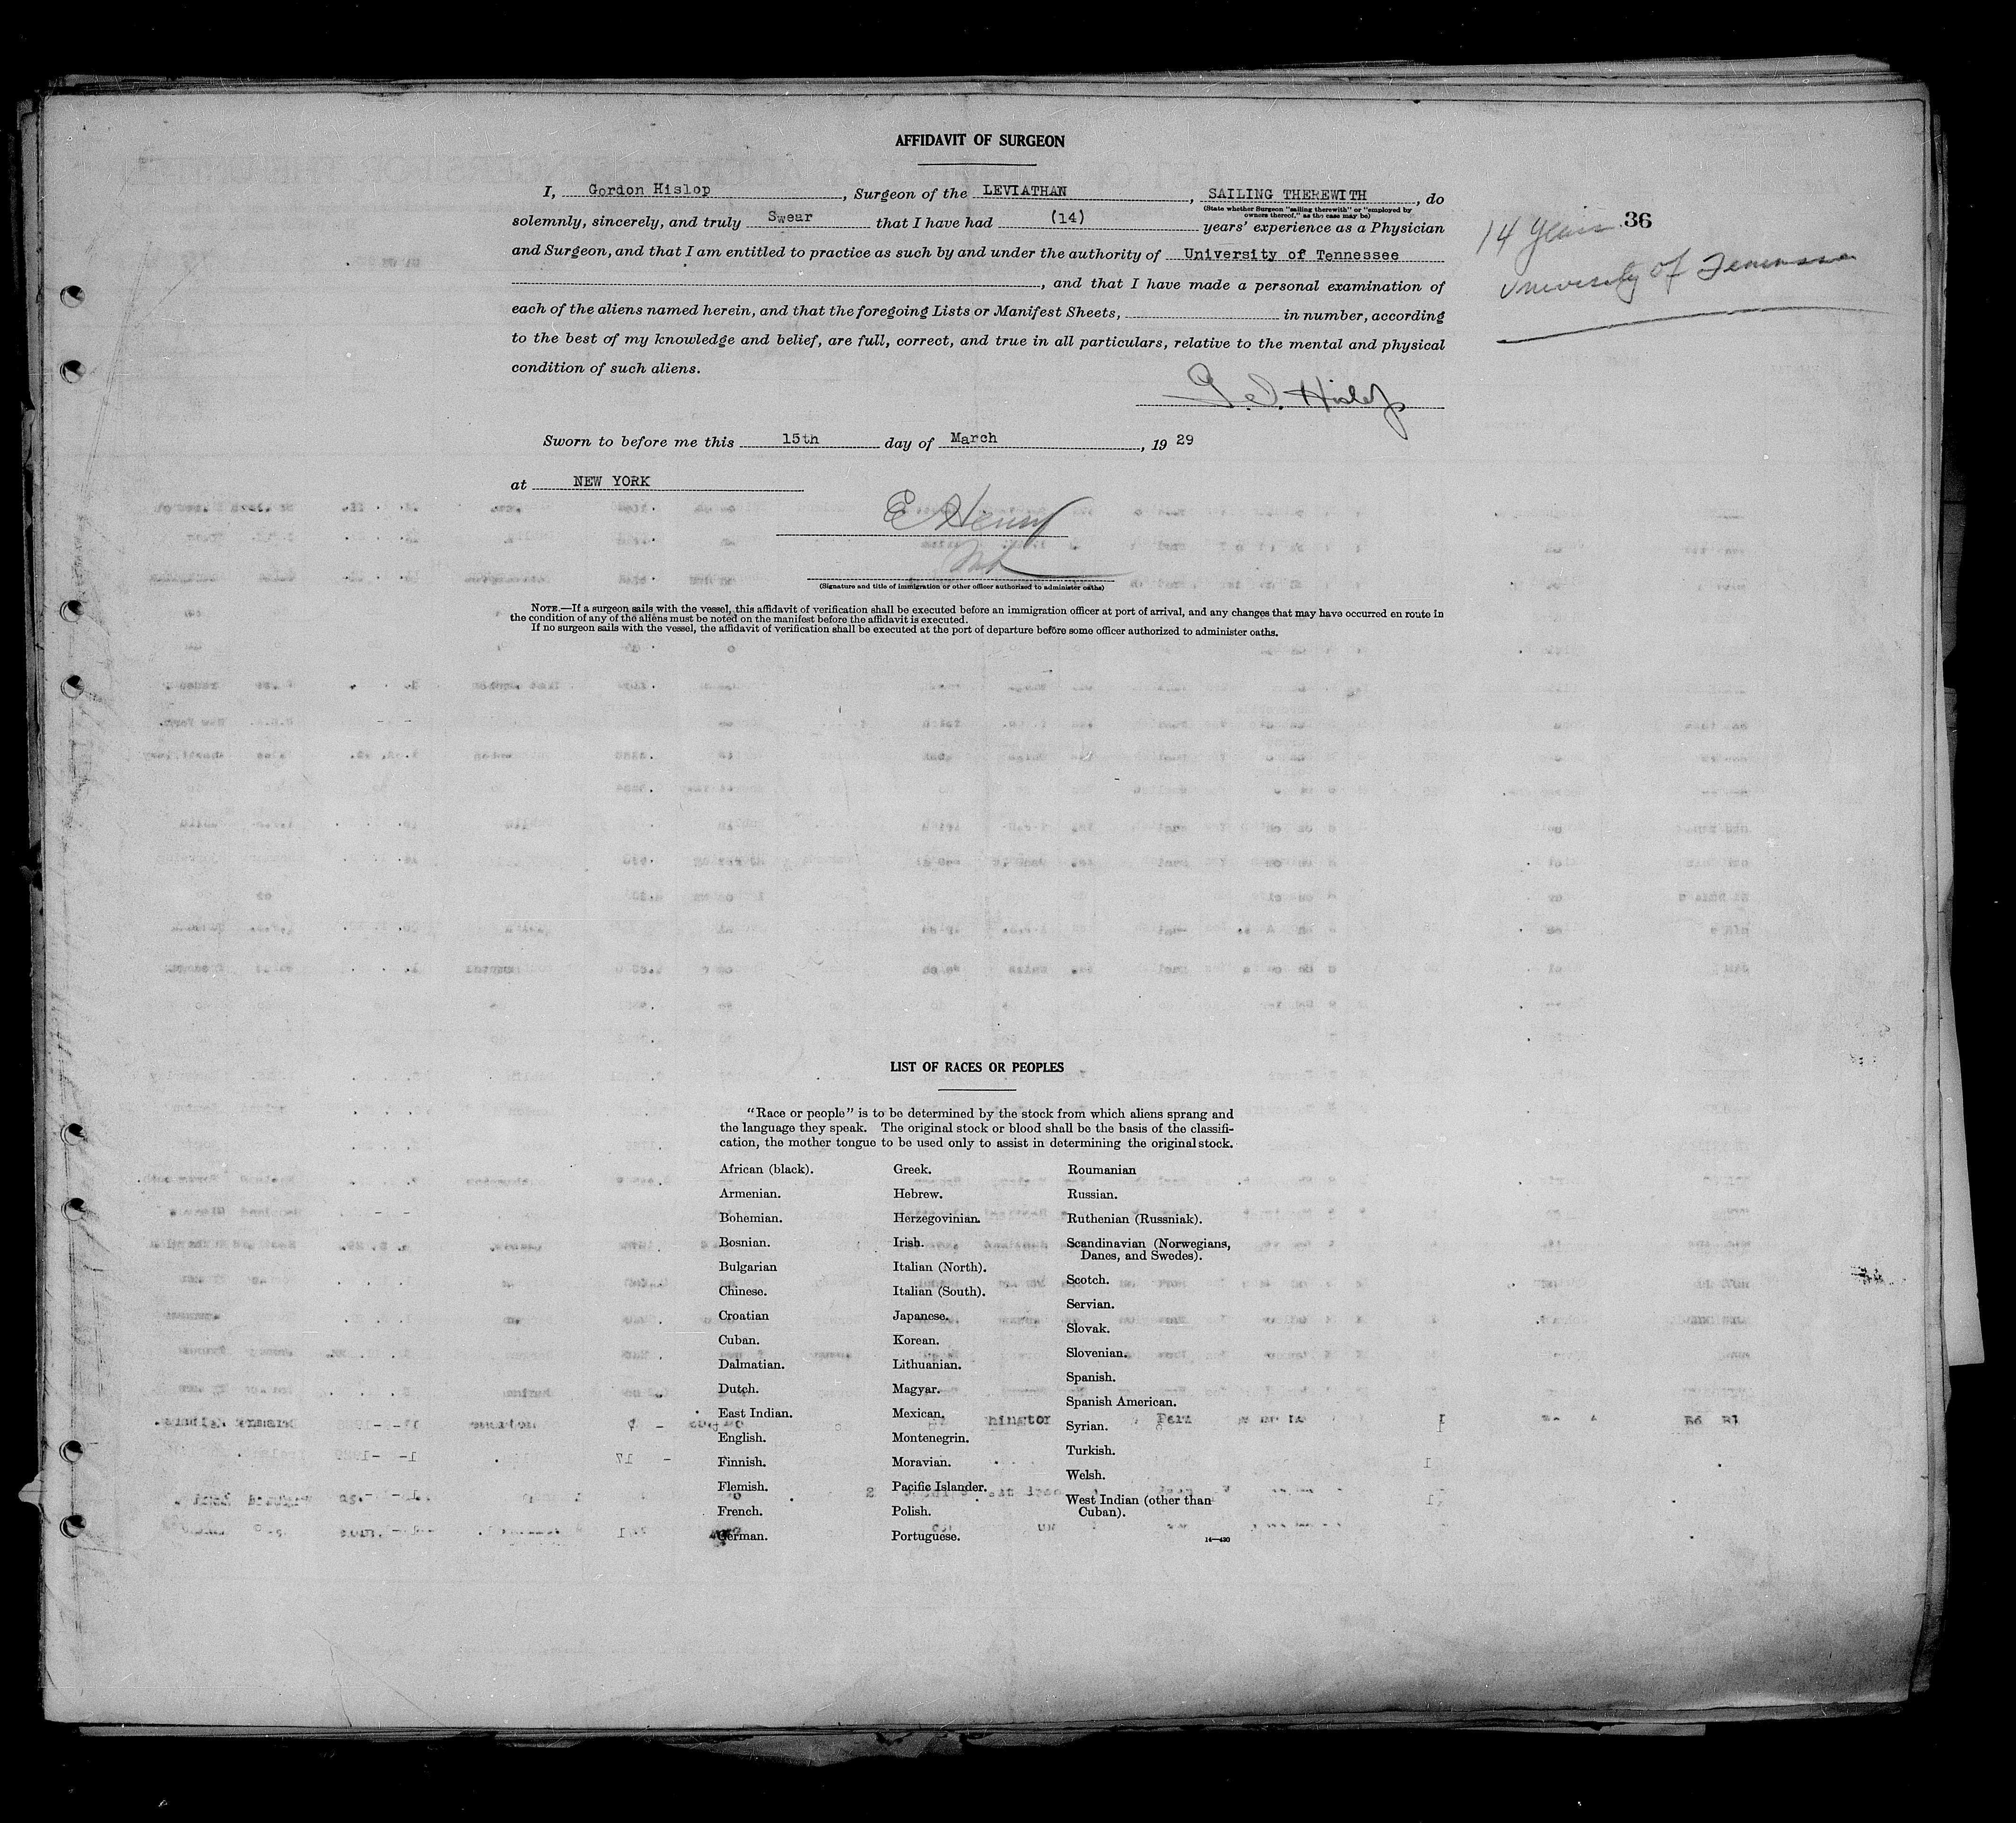 AFFIDAVIT OF SURGEON
I, Gordon Hislop, Surgeon of the LEVIATHAN, SAILING THEREWITH, do
(State whether Surgeon "sailing therewith" or "employed by
owners thereof," as the case may be)
solemnly, sincerely, and truly Swear that I have had (14) years' experience as a Physician
and Surgeon, and that I am entitled to practice as such by and under the authority of University of Tennessee
, and that I have made a personal examination of
each of the aliens named herein, and that the foregoing Lists or Manifest Sheets, in number, according
to the best of my knowledge and belief, are full, correct, and true in all particulars, relative to the mental and physical
condition of such aliens.
Hislop
36
14 years
University of Tennessee
Sworn to before me this 15th day of March, 19 29
at NEW YORK
E Henry
(Signature and title of immigration or other officer authorized to administer oaths)
NOTE.—If a surgeon sails with the vessel, this affidavit of verification shall be executed before an immigration officer at port of arrival, and any changes that may have occurred en route in
the condition of any of the aliens must be noted on the manifest before the affidavit is executed.
If no surgeon sails with the vessel, the affidavit of verification shall be executed at the port of departure before some officer authorized to administer oaths.
LIST OF RACES OR PEOPLES
"Race or people" is to be determined by the stock from which aliens sprang and
the language they speak. The original stock or blood shall be the basis of the classifi-
cation, the mother tongue to be used only to assist in determining the original stock.
African (black).
Armenian.
Bohemian.
Bosnian.
Bulgarian
Chinese.
Croatian
Cuban.
Dalmatian.
Dutch.
East Indian.
English.
Finnish.
Flemish.
French.
German.
Greek.
Hebrew.
Herzegovinian.
Irish.
Italian (North).
Italian (South).
Japanese.
Korean.
Lithuanian.
Magyar.
Mexican.
Montenegrin.
Moravian.
Pacific Islander.
Polish.
Portuguese.
Roumanian
Russian.
Ruthenian (Russniak).
Scandinavian (Norwegians,
Danes, and Swedes).
Scotch.
Servian.
Slovak.
Slovenian.
Spanish.
Spanish American.
Syrian.
Turkish.
Welsh.
West Indian (other than
Cuban).
14—430